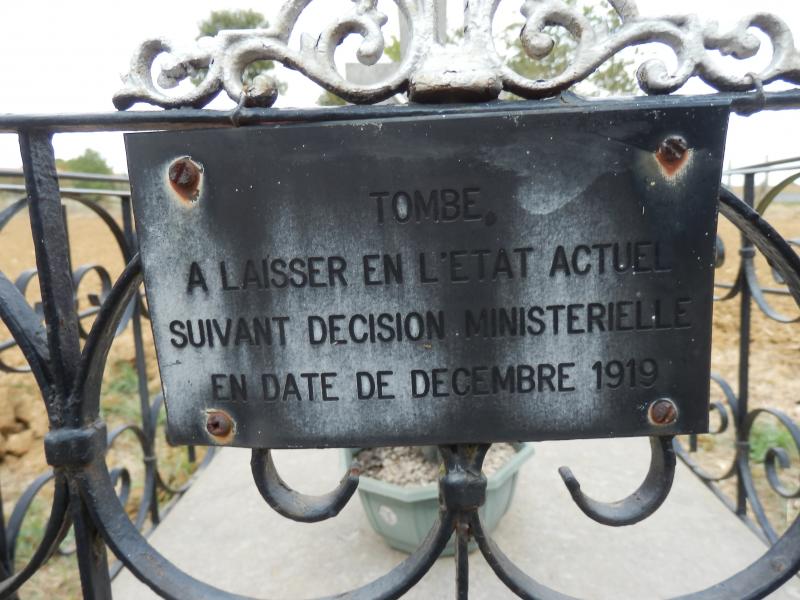 TOMBE.
A LAISSER EN L'ETAT ACTUEL
SUIVANT DECISION MINISTERIELLE
EN DATE DE DECEMBRE 1919